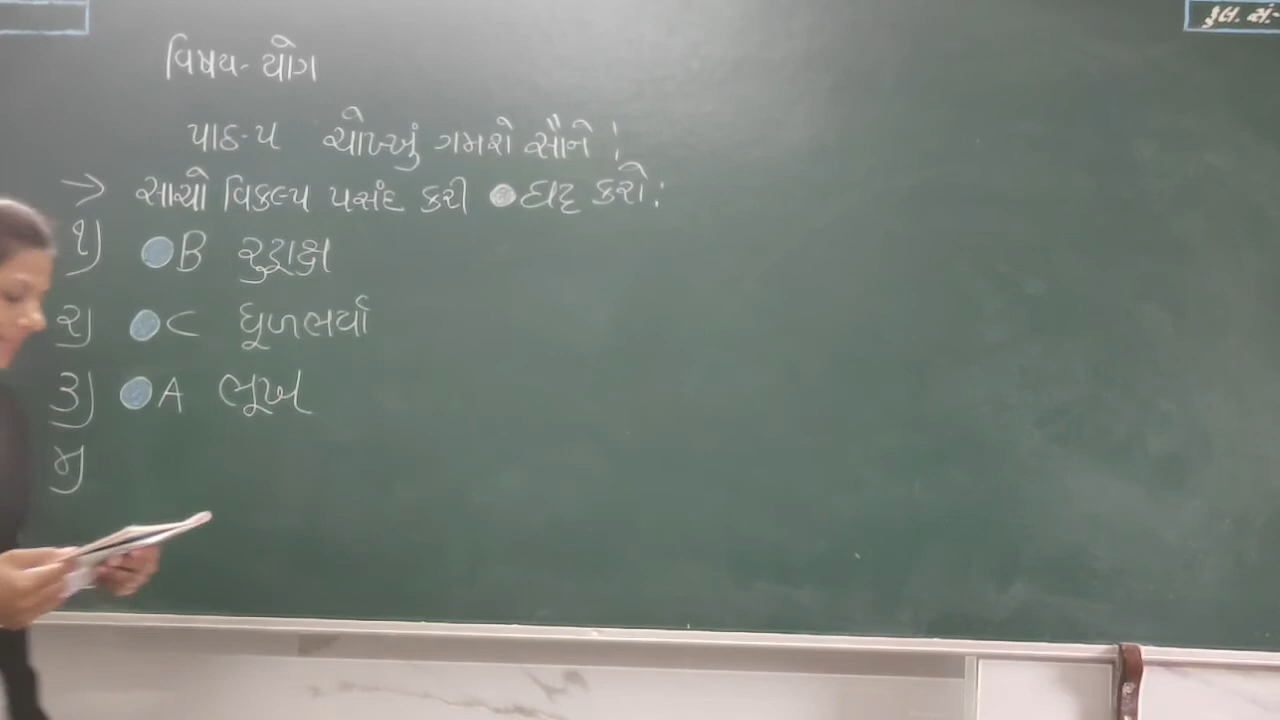 કુલ. સં.-
વિષય- યોગ
પાઠ-૫ ચોખ્ખું ગમશે સૌને !
→ સાચો વિકલ્પ પસંદ કરી ● ઘટ્ટ કરો :
૧) ● B રુદ્રાક્ષ
૨) ● C ધૂળભર્યા
૩) ● A ભૂખ
૪)